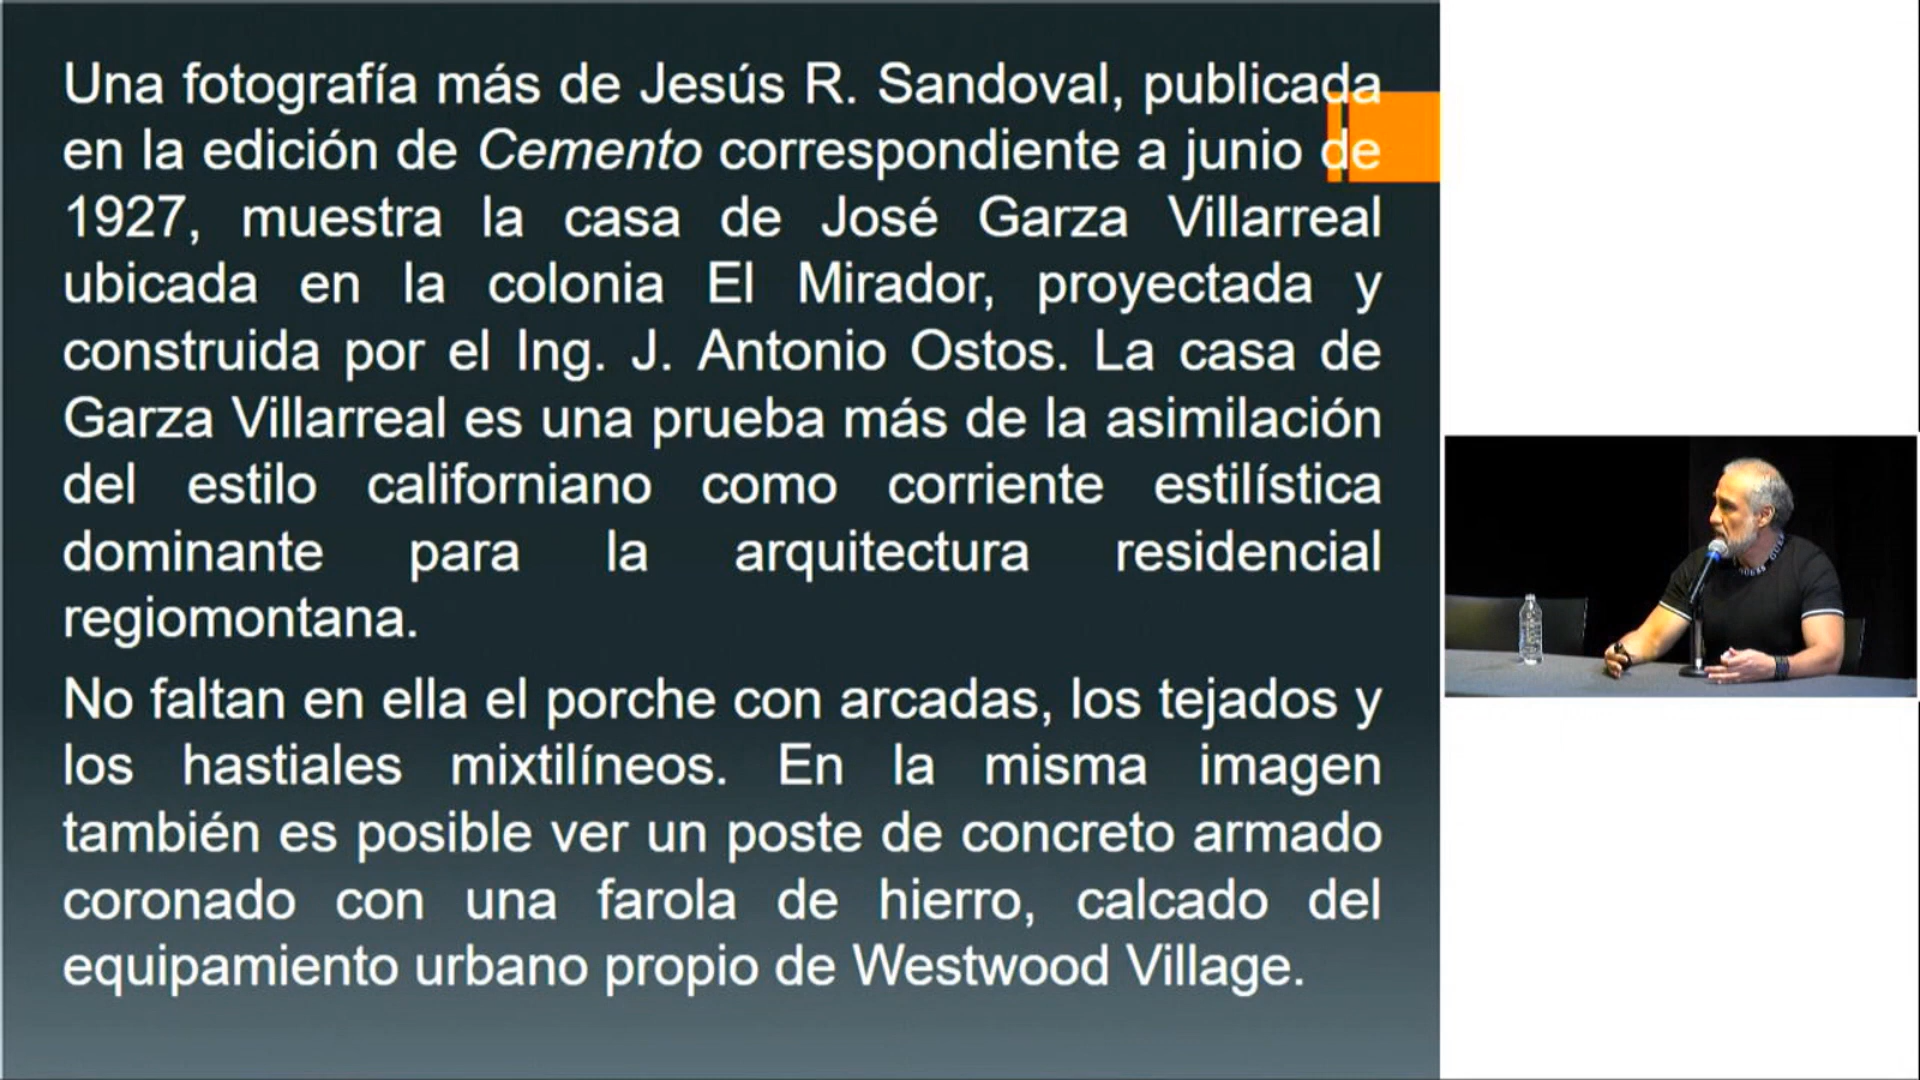 Una fotografía más de Jesús R. Sandoval, publicada
en la edición de Cemento correspondiente a junio de
1927, muestra la casa de José Garza Villarreal
ubicada en la colonia El Mirador, proyectada y
construida por el Ing. J. Antonio Ostos. La casa de
Garza Villarreal es una prueba más de la asimilación
del estilo californiano como corriente estilística
dominante para la arquitectura residencial
regiomontana.
No faltan en ella el porche con arcadas, los tejados y
los hastiales mixtilíneos. En la misma imagen
también es posible ver un poste de concreto armado
coronado con una farola de hierro, calcado del
equipamiento urbano propio de Westwood Village.